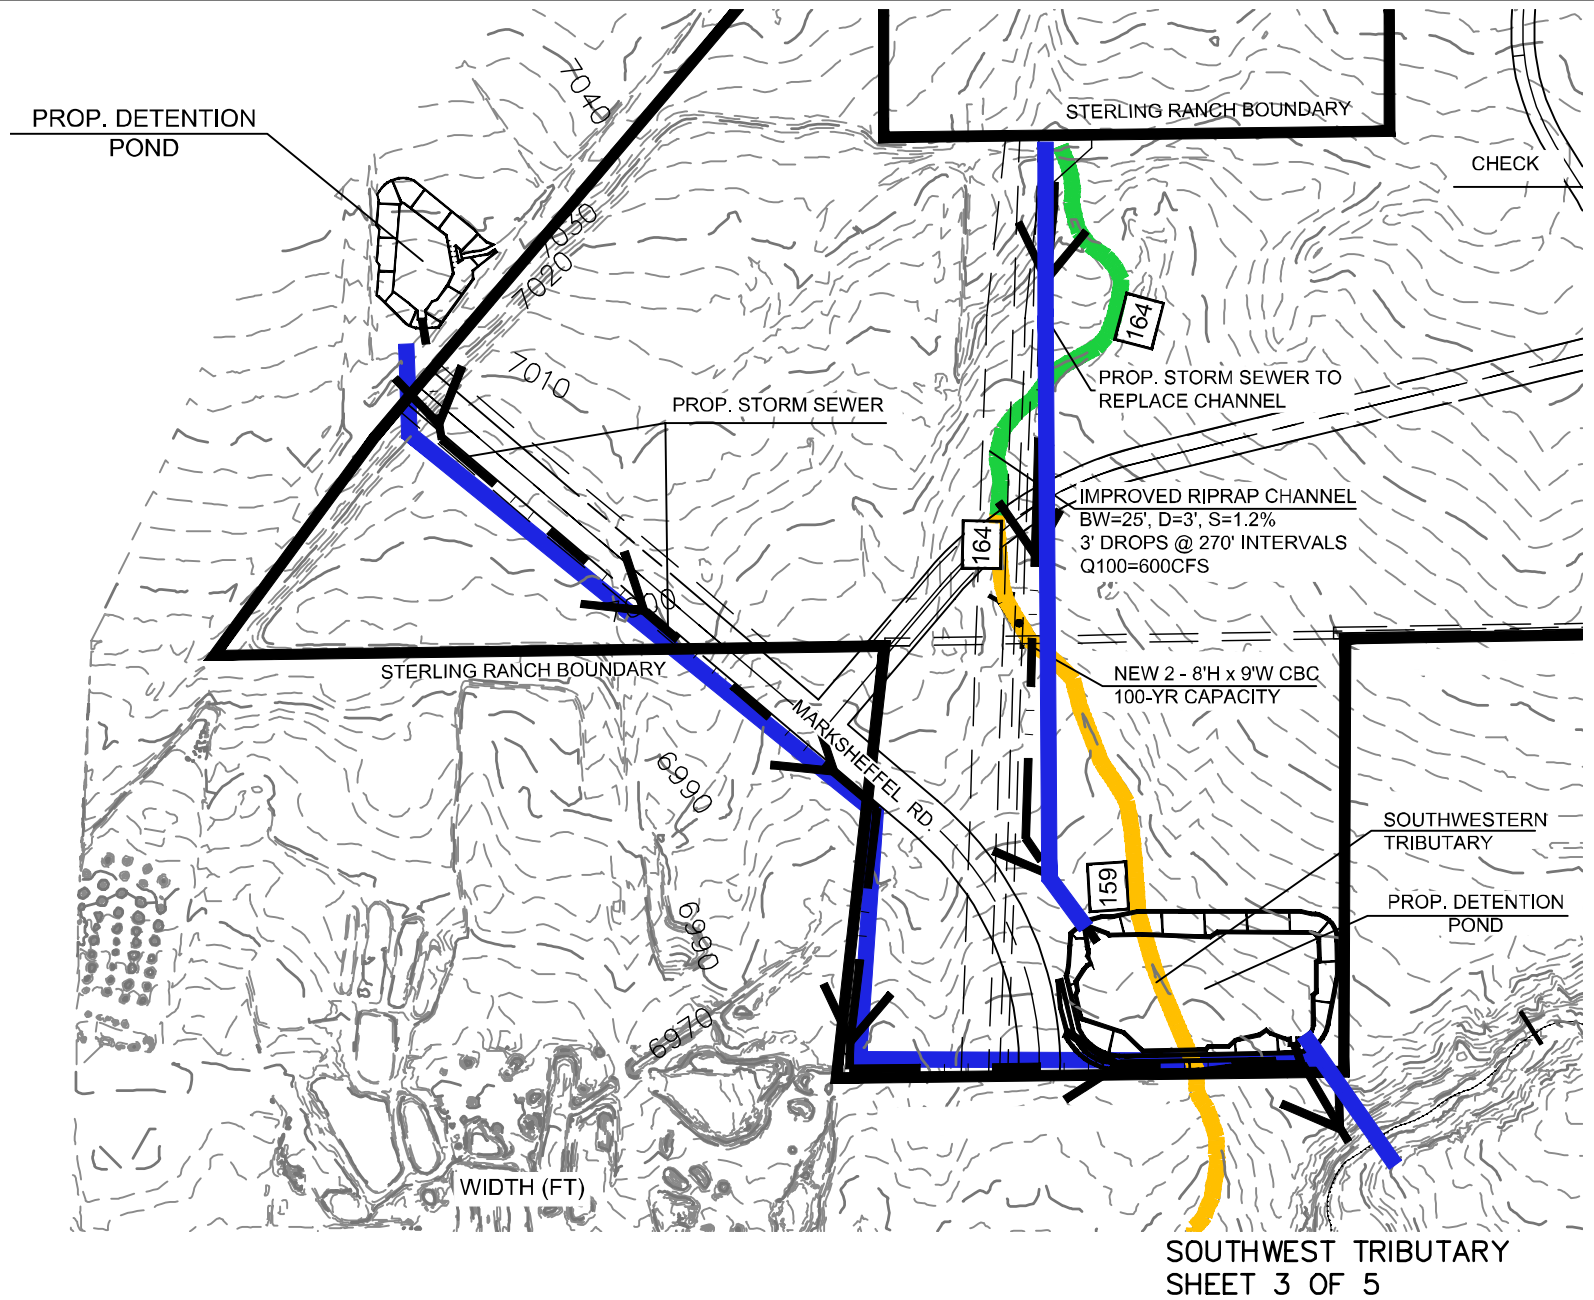 7040
STERLING RANCH BOUNDARY
PROP. DETENTION
POND
CHECK
7030
7020
164
7010
PROP. STORM SEWER TO
REPLACE CHANNEL
PROP. STORM SEWER
IMPROVED RIPRAP CHANNEL
BW=25', D=3', S=1.2%
3' DROPS @ 270' INTERVALS
Q100=600CFS
164
7000
STERLING RANCH BOUNDARY
NEW 2 - 8'H x 9'W CBC
100-YR CAPACITY
MARKSHEFFEL RD.
6990
SOUTHWESTERN
TRIBUTARY
159
PROP. DETENTION
POND
6990
6970
WIDTH (FT)
SOUTHWEST TRIBUTARY
SHEET 3 OF 5